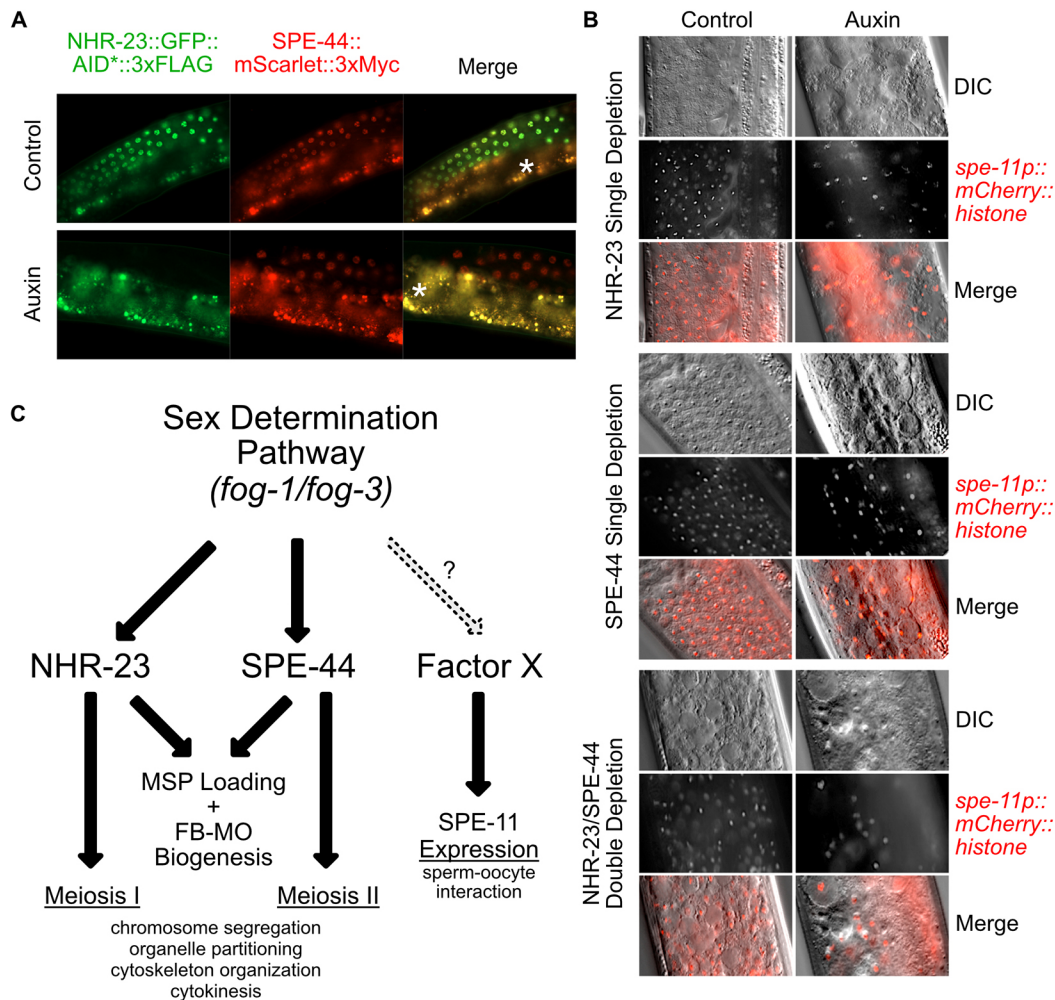 A
NHR-23::GFP::
AID*::3xFLAG
SPE-44::
mScarlet::3xMyc
Merge
Control
*
Auxin
*
B
Control
Auxin
NHR-23 Single Depletion
DIC
spe-11p::
mCherry::
histone
Merge
SPE-44 Single Depletion
DIC
spe-11p::
mCherry::
histone
Merge
NHR-23/SPE-44
Double Depletion
DIC
spe-11p::
mCherry::
histone
Merge
C
Sex Determination
Pathway
(fog-1/fog-3)
?
NHR-23
SPE-44
Factor X
MSP Loading
+
FB-MO
Biogenesis
SPE-11
Expression
sperm-oocyte
interaction
Meiosis I
Meiosis II
chromosome segregation
organelle partitioning
cytoskeleton organization
cytokinesis